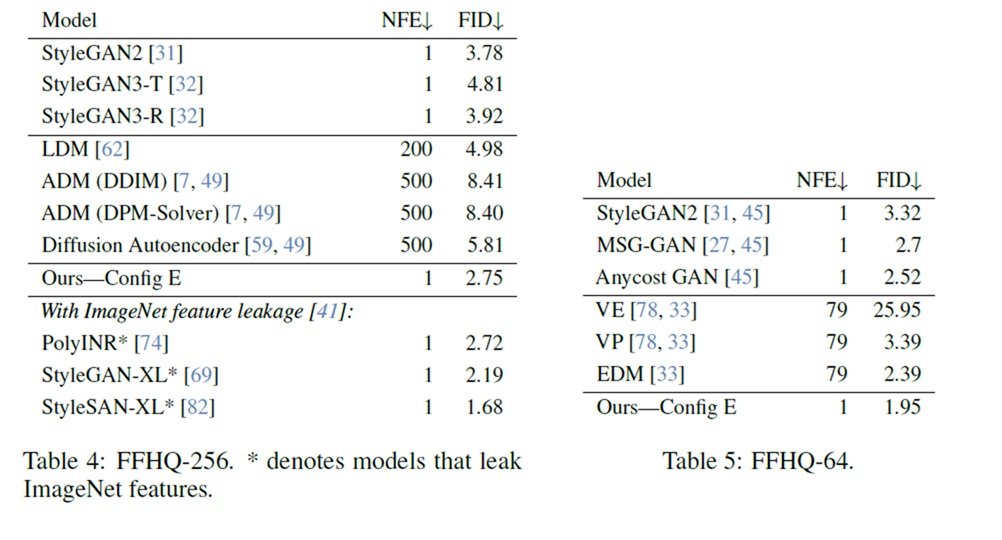 Model NFE↓ FID↓
StyleGAN2 [31] 1 3.78
StyleGAN3-T [32] 1 4.81
StyleGAN3-R [32] 1 3.92
LDM [62] 200 4.98
ADM (DDIM) [7, 49] 500 8.41
ADM (DPM-Solver) [7, 49] 500 8.40
Diffusion Autoencoder [59, 49] 500 5.81
Ours—Config E 1 2.75
With ImageNet feature leakage [41]:
PolyINR* [74] 1 2.72
StyleGAN-XL* [69] 1 2.19
StyleSAN-XL* [82] 1 1.68
Table 4: FFHQ-256. * denotes models that leak
ImageNet features.
Model NFE↓ FID↓
StyleGAN2 [31, 45] 1 3.32
MSG-GAN [27, 45] 1 2.7
Anycost GAN [45] 1 2.52
VE [78, 33] 79 25.95
VP [78, 33] 79 3.39
EDM [33] 79 2.39
Ours—Config E 1 1.95
Table 5: FFHQ-64.